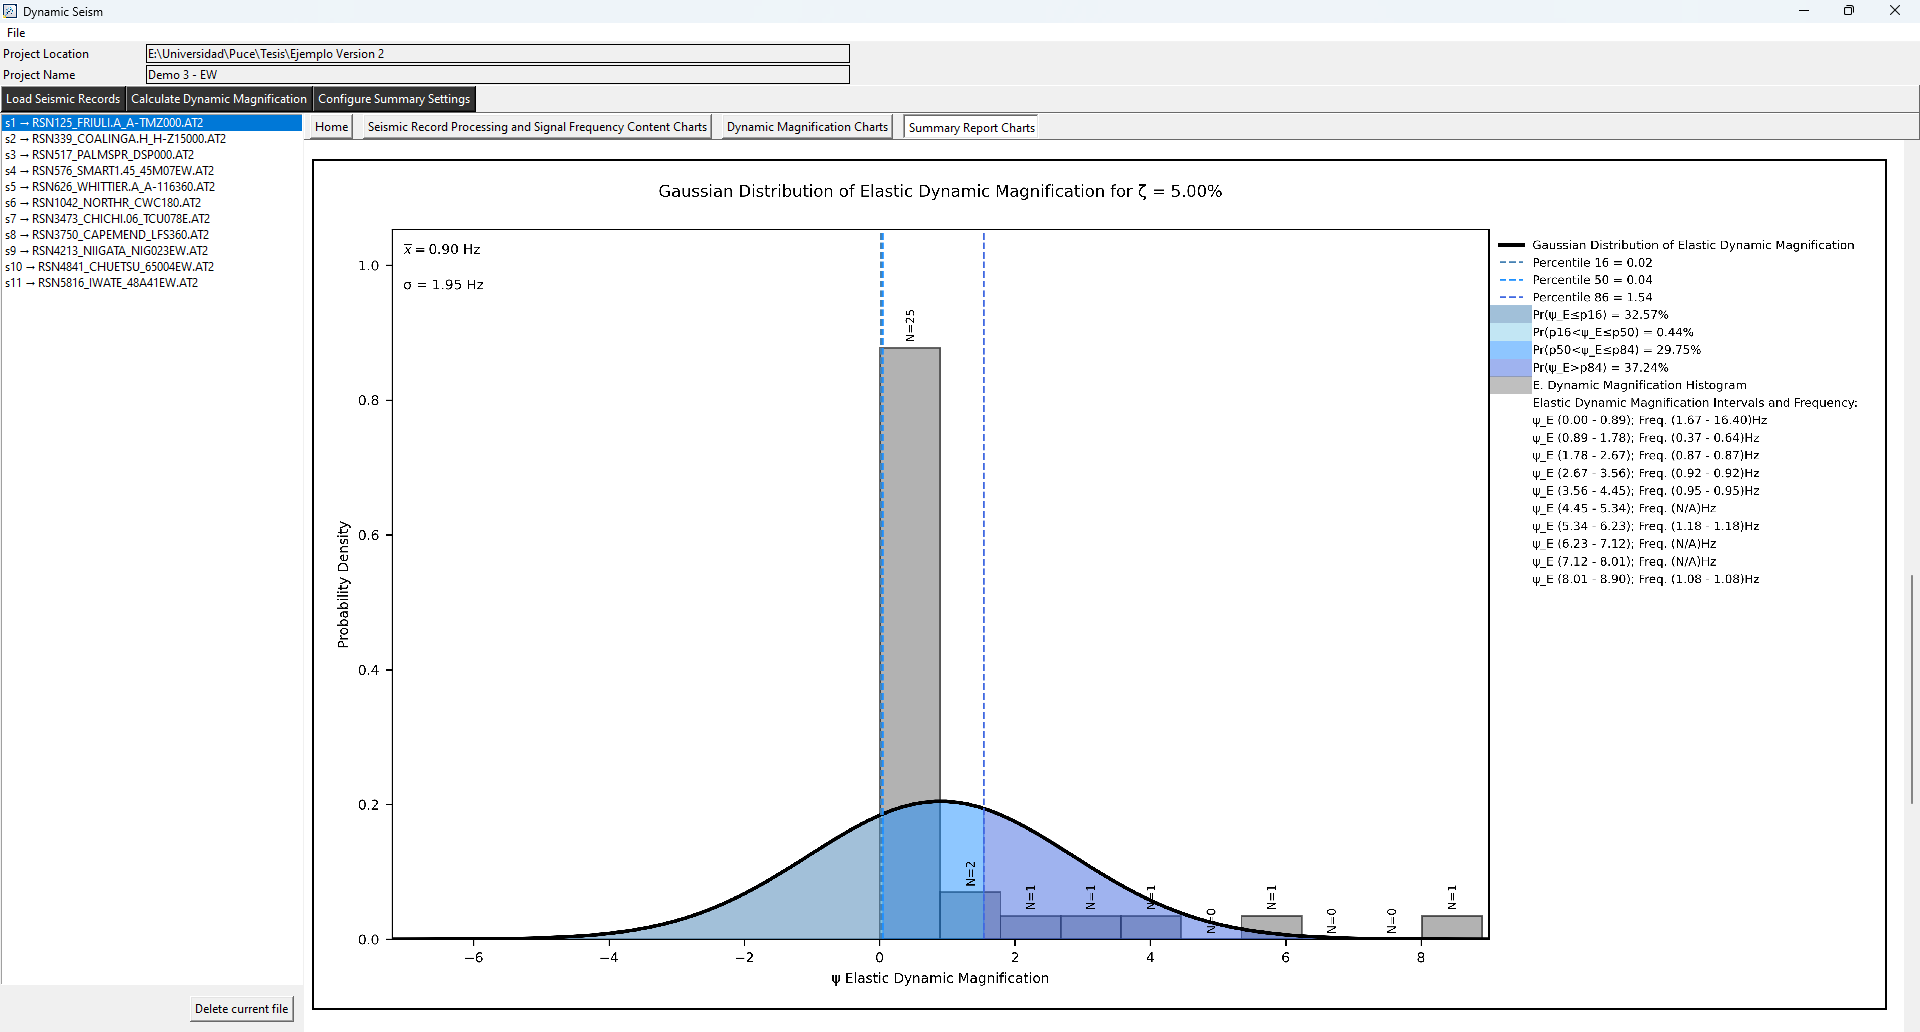 Dynamic Seism
File
Project Location
E:\Universidad\Puce\Tesis\Ejemplo Version 2
Project Name
Demo 3 - EW
Load Seismic Records
Calculate Dynamic Magnification
Configure Summary Settings
s1 → RSN125_FRIULI.A_A-TMZ000.AT2
s2 → RSN339_COALINGA.H_H-Z15000.AT2
s3 → RSN517_PALMSPR_DSP000.AT2
s4 → RSN576_SMART1.45_45M07EW.AT2
s5 → RSN626_WHITTIER.A_A-116360.AT2
s6 → RSN1042_NORTHR_CWC180.AT2
s7 → RSN3473_CHICHI.06_TCU078E.AT2
s8 → RSN3750_CAPEMEND_LFS360.AT2
s9 → RSN4213_NIIGATA_NIG023EW.AT2
s10 → RSN4841_CHUETSU_65004EW.AT2
s11 → RSN5816_IWATE_48A41EW.AT2
Delete current file
Home
Seismic Record Processing and Signal Frequency Content Charts
Dynamic Magnification Charts
Summary Report Charts
Gaussian Distribution of Elastic Dynamic Magnification for ζ = 5.00%
x̅ = 0.90 Hz
σ = 1.95 Hz
1.0
0.8
0.6
0.4
0.2
0.0
Probability Density
N=25
N=2
N=1
N=1
N=1
N=0
N=1
N=0
N=0
N=1
−6
−4
−2
0
2
4
6
8
ψ Elastic Dynamic Magnification
Gaussian Distribution of Elastic Dynamic Magnification
Percentile 16 = 0.02
Percentile 50 = 0.04
Percentile 86 = 1.54
Pr(ψ_E≤p16) = 32.57%
Pr(p16<ψ_E≤p50) = 0.44%
Pr(p50<ψ_E≤p84) = 29.75%
Pr(ψ_E>p84) = 37.24%
E. Dynamic Magnification Histogram
Elastic Dynamic Magnification Intervals and Frequency:
ψ_E (0.00 - 0.89); Freq. (1.67 - 16.40)Hz
ψ_E (0.89 - 1.78); Freq. (0.37 - 0.64)Hz
ψ_E (1.78 - 2.67); Freq. (0.87 - 0.87)Hz
ψ_E (2.67 - 3.56); Freq. (0.92 - 0.92)Hz
ψ_E (3.56 - 4.45); Freq. (0.95 - 0.95)Hz
ψ_E (4.45 - 5.34); Freq. (N/A)Hz
ψ_E (5.34 - 6.23); Freq. (1.18 - 1.18)Hz
ψ_E (6.23 - 7.12); Freq. (N/A)Hz
ψ_E (7.12 - 8.01); Freq. (N/A)Hz
ψ_E (8.01 - 8.90); Freq. (1.08 - 1.08)Hz